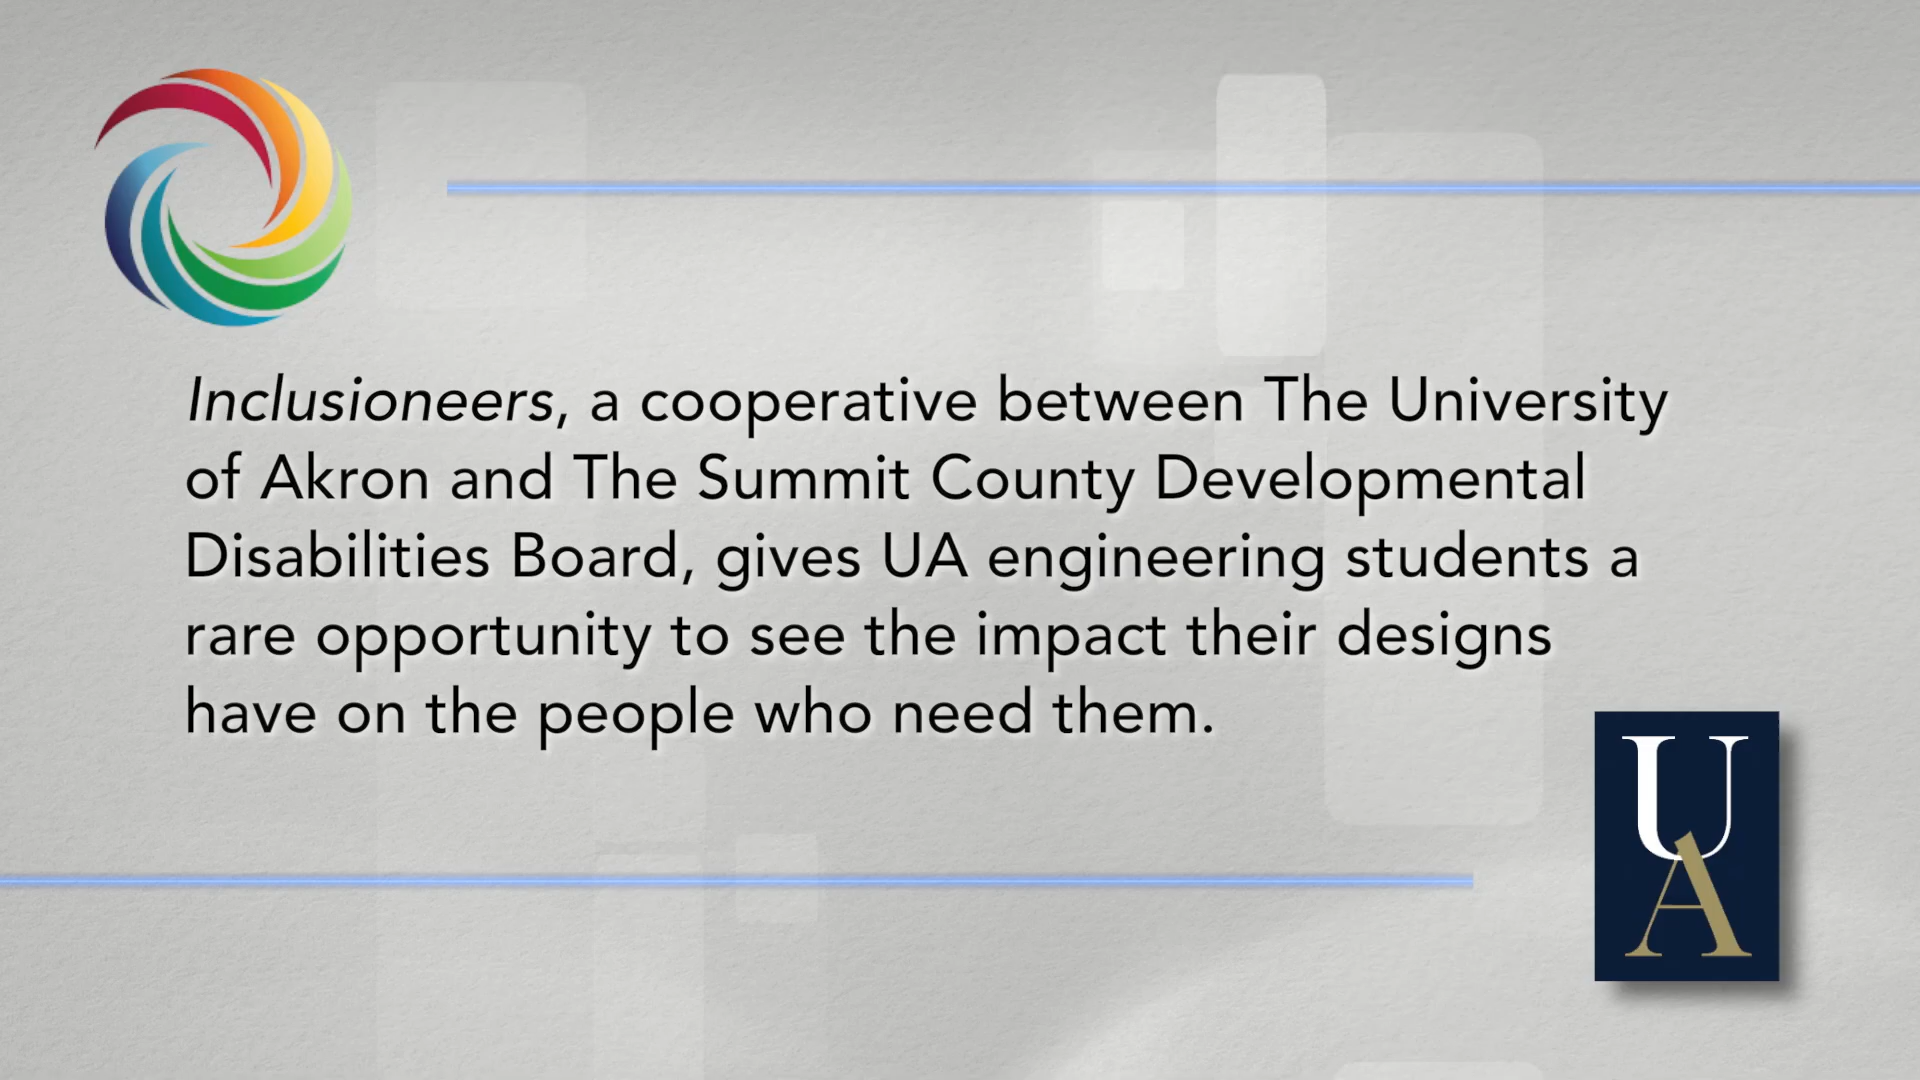 Inclusioneers, a cooperative between The University
of Akron and The Summit County Developmental
Disabilities Board, gives UA engineering students a
rare opportunity to see the impact their designs
have on the people who need them.
U
A